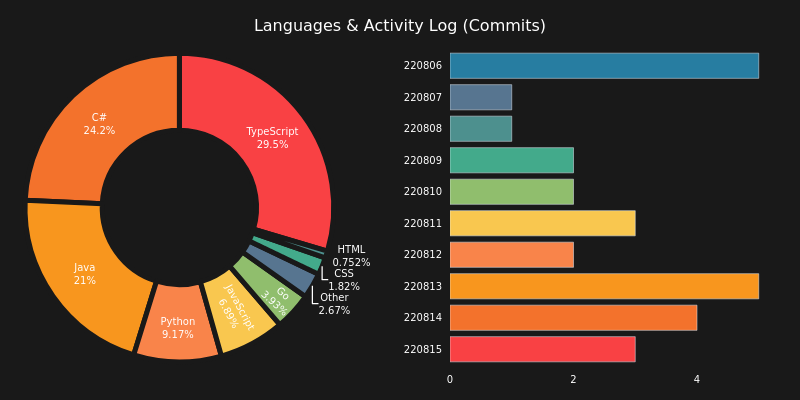 Languages & Activity Log (Commits)
C#
24.2%
TypeScript
29.5%
Java
21%
Python
9.17%
JavaScript
6.89%
Go
3.93%
HTML
0.752%
CSS
1.82%
Other
2.67%
220806
220807
220808
220809
220810
220811
220812
220813
220814
220815
0
2
4